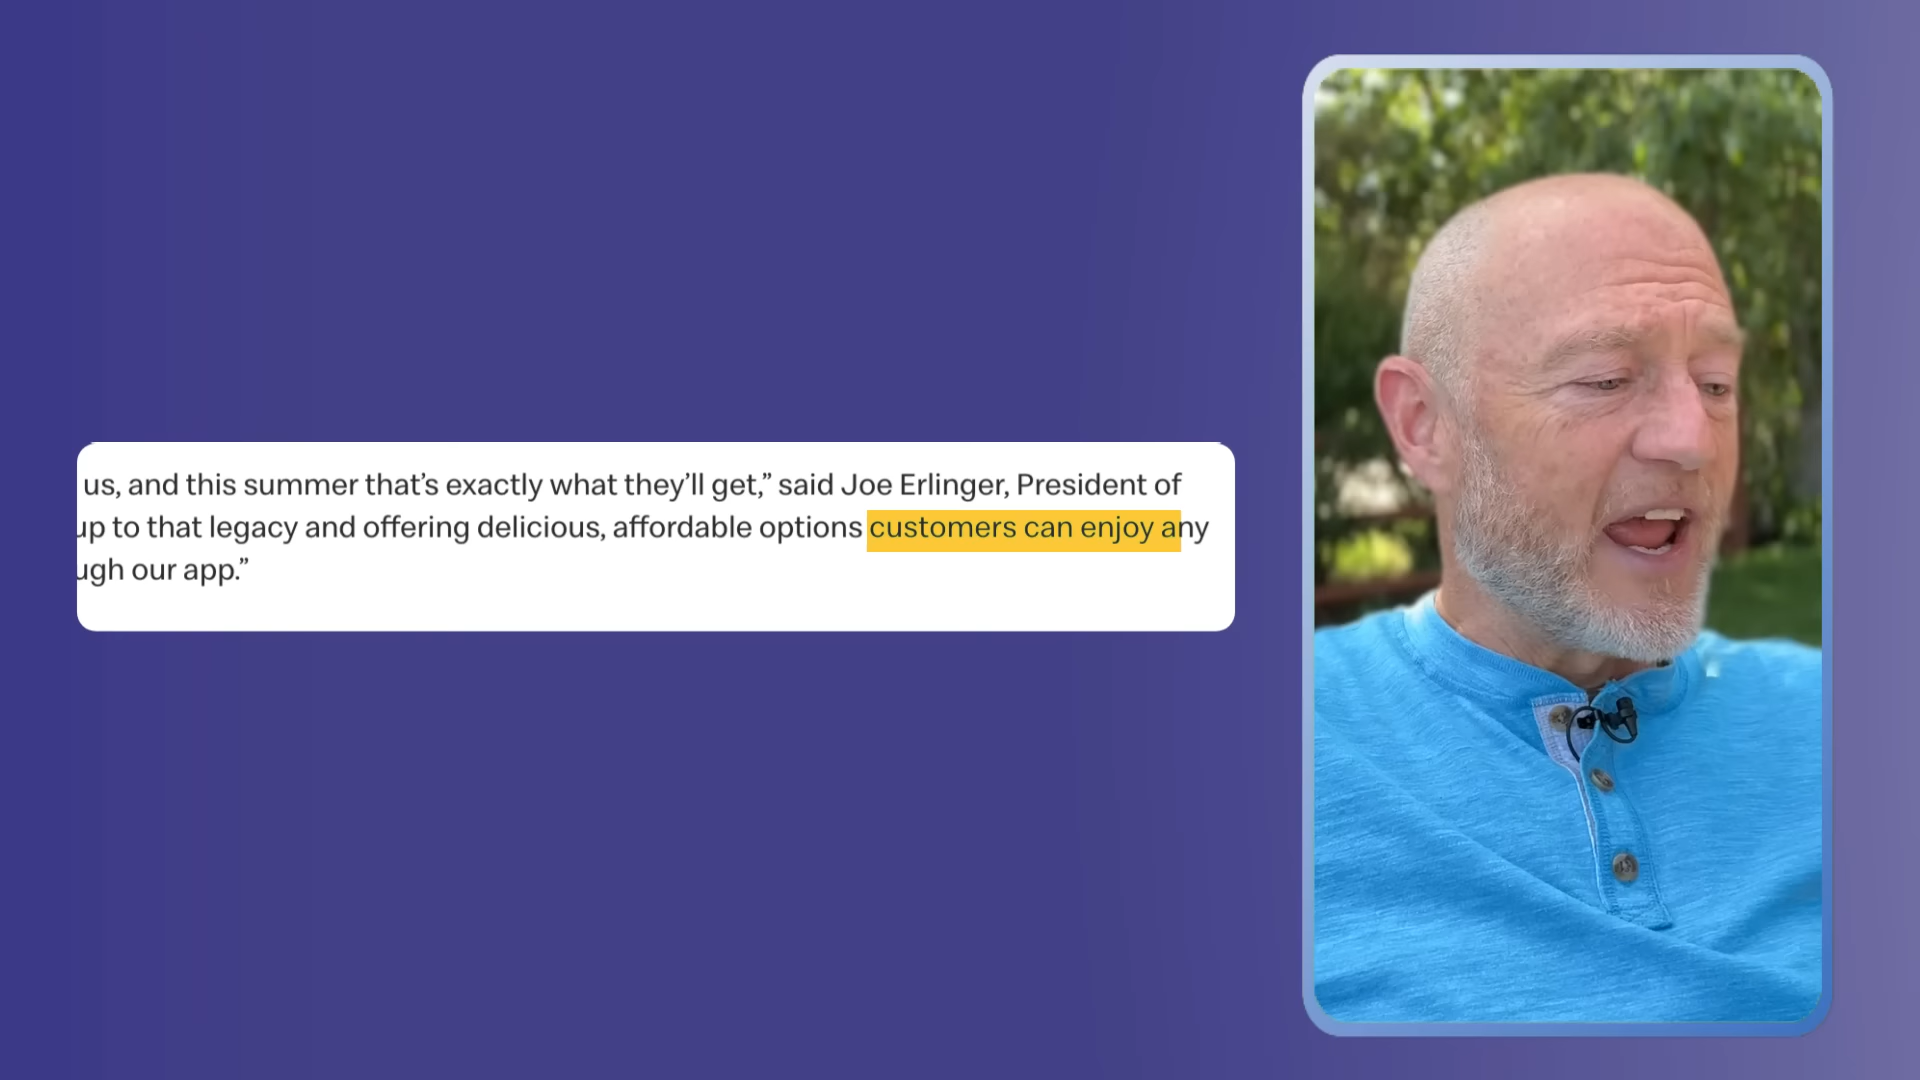 us, and this summer that’s exactly what they’ll get,” said Joe Erlinger, President of
up to that legacy and offering delicious, affordable options customers can enjoy any
ugh our app.”